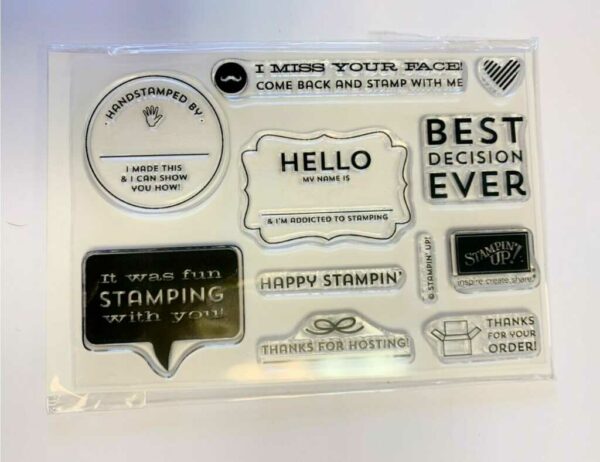 I MISS YOUR FACE!
COME BACK AND STAMP WITH ME
· HANDSTAMPED BY ·
I MADE THIS
& I CAN SHOW
YOU HOW!
HELLO
MY NAME IS
& I'M ADDICTED TO STAMPING
BEST
DECISION
EVER
It was fun
STAMPING
with you!
HAPPY STAMPIN'
© STAMPIN' UP!
STAMPIN' UP!
inspire.create.share.
THANKS FOR HOSTING!
THANKS
FOR YOUR
ORDER!